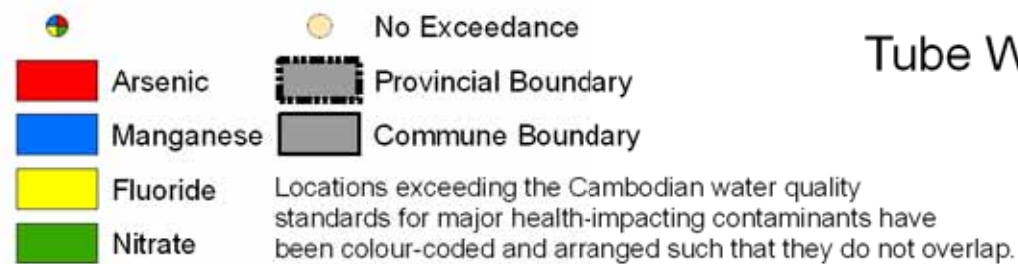 No Exceedance
Tube W
Arsenic
Provincial Boundary
Manganese
Commune Boundary
Fluoride
Nitrate
Locations exceeding the Cambodian water quality
standards for major health-impacting contaminants have
been colour-coded and arranged such that they do not overlap.